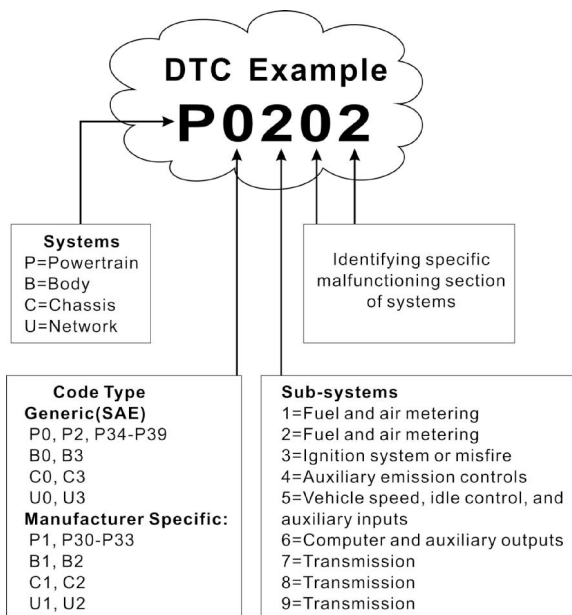 DTC Example
P0202
Systems
P=Powertrain
B=Body
C=Chassis
U=Network
Identifying specific
malfunctioning section
of systems
Code Type
Generic(SAE)
P0, P2, P34-P39
B0, B3
C0, C3
U0, U3
Manufacturer Specific:
P1, P30-P33
B1, B2
C1, C2
U1, U2
Sub-systems
1=Fuel and air metering
2=Fuel and air metering
3=Ignition system or misfire
4=Auxiliary emission controls
5=Vehicle speed, idle control, and
auxiliary inputs
6=Computer and auxiliary outputs
7=Transmission
8=Transmission
9=Transmission